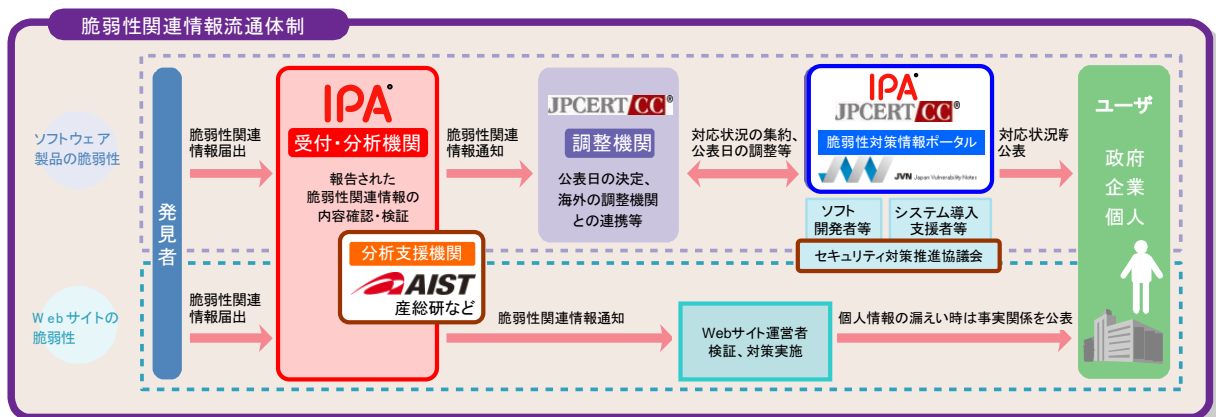 脆弱性関連情報流通体制
ソフトウェア
製品の脆弱性
Webサイトの
脆弱性
発見者
脆弱性関連
情報届出
脆弱性関連
情報届出
IPA
受付・分析機関
報告された
脆弱性関連情報の
内容確認・検証
分析支援機関
AIST
産総研など
脆弱性関連
情報通知
JPCERT CC®
調整機関
公表日の決定、
海外の調整機関
との連携等
対応状況の集約、
公表日の調整等
IPA
JPCERT CC®
脆弱性対策情報ポータル
JVN Japan Vulnerability Notes
ソフト
開発者等
システム導入
支援者等
セキュリティ対策推進協議会
対応状況
公表
脆弱性関連情報通知
Webサイト運営者
検証、対策実施
個人情報の漏えい時は事実関係を公表
ユーザ
政府
企業
個人